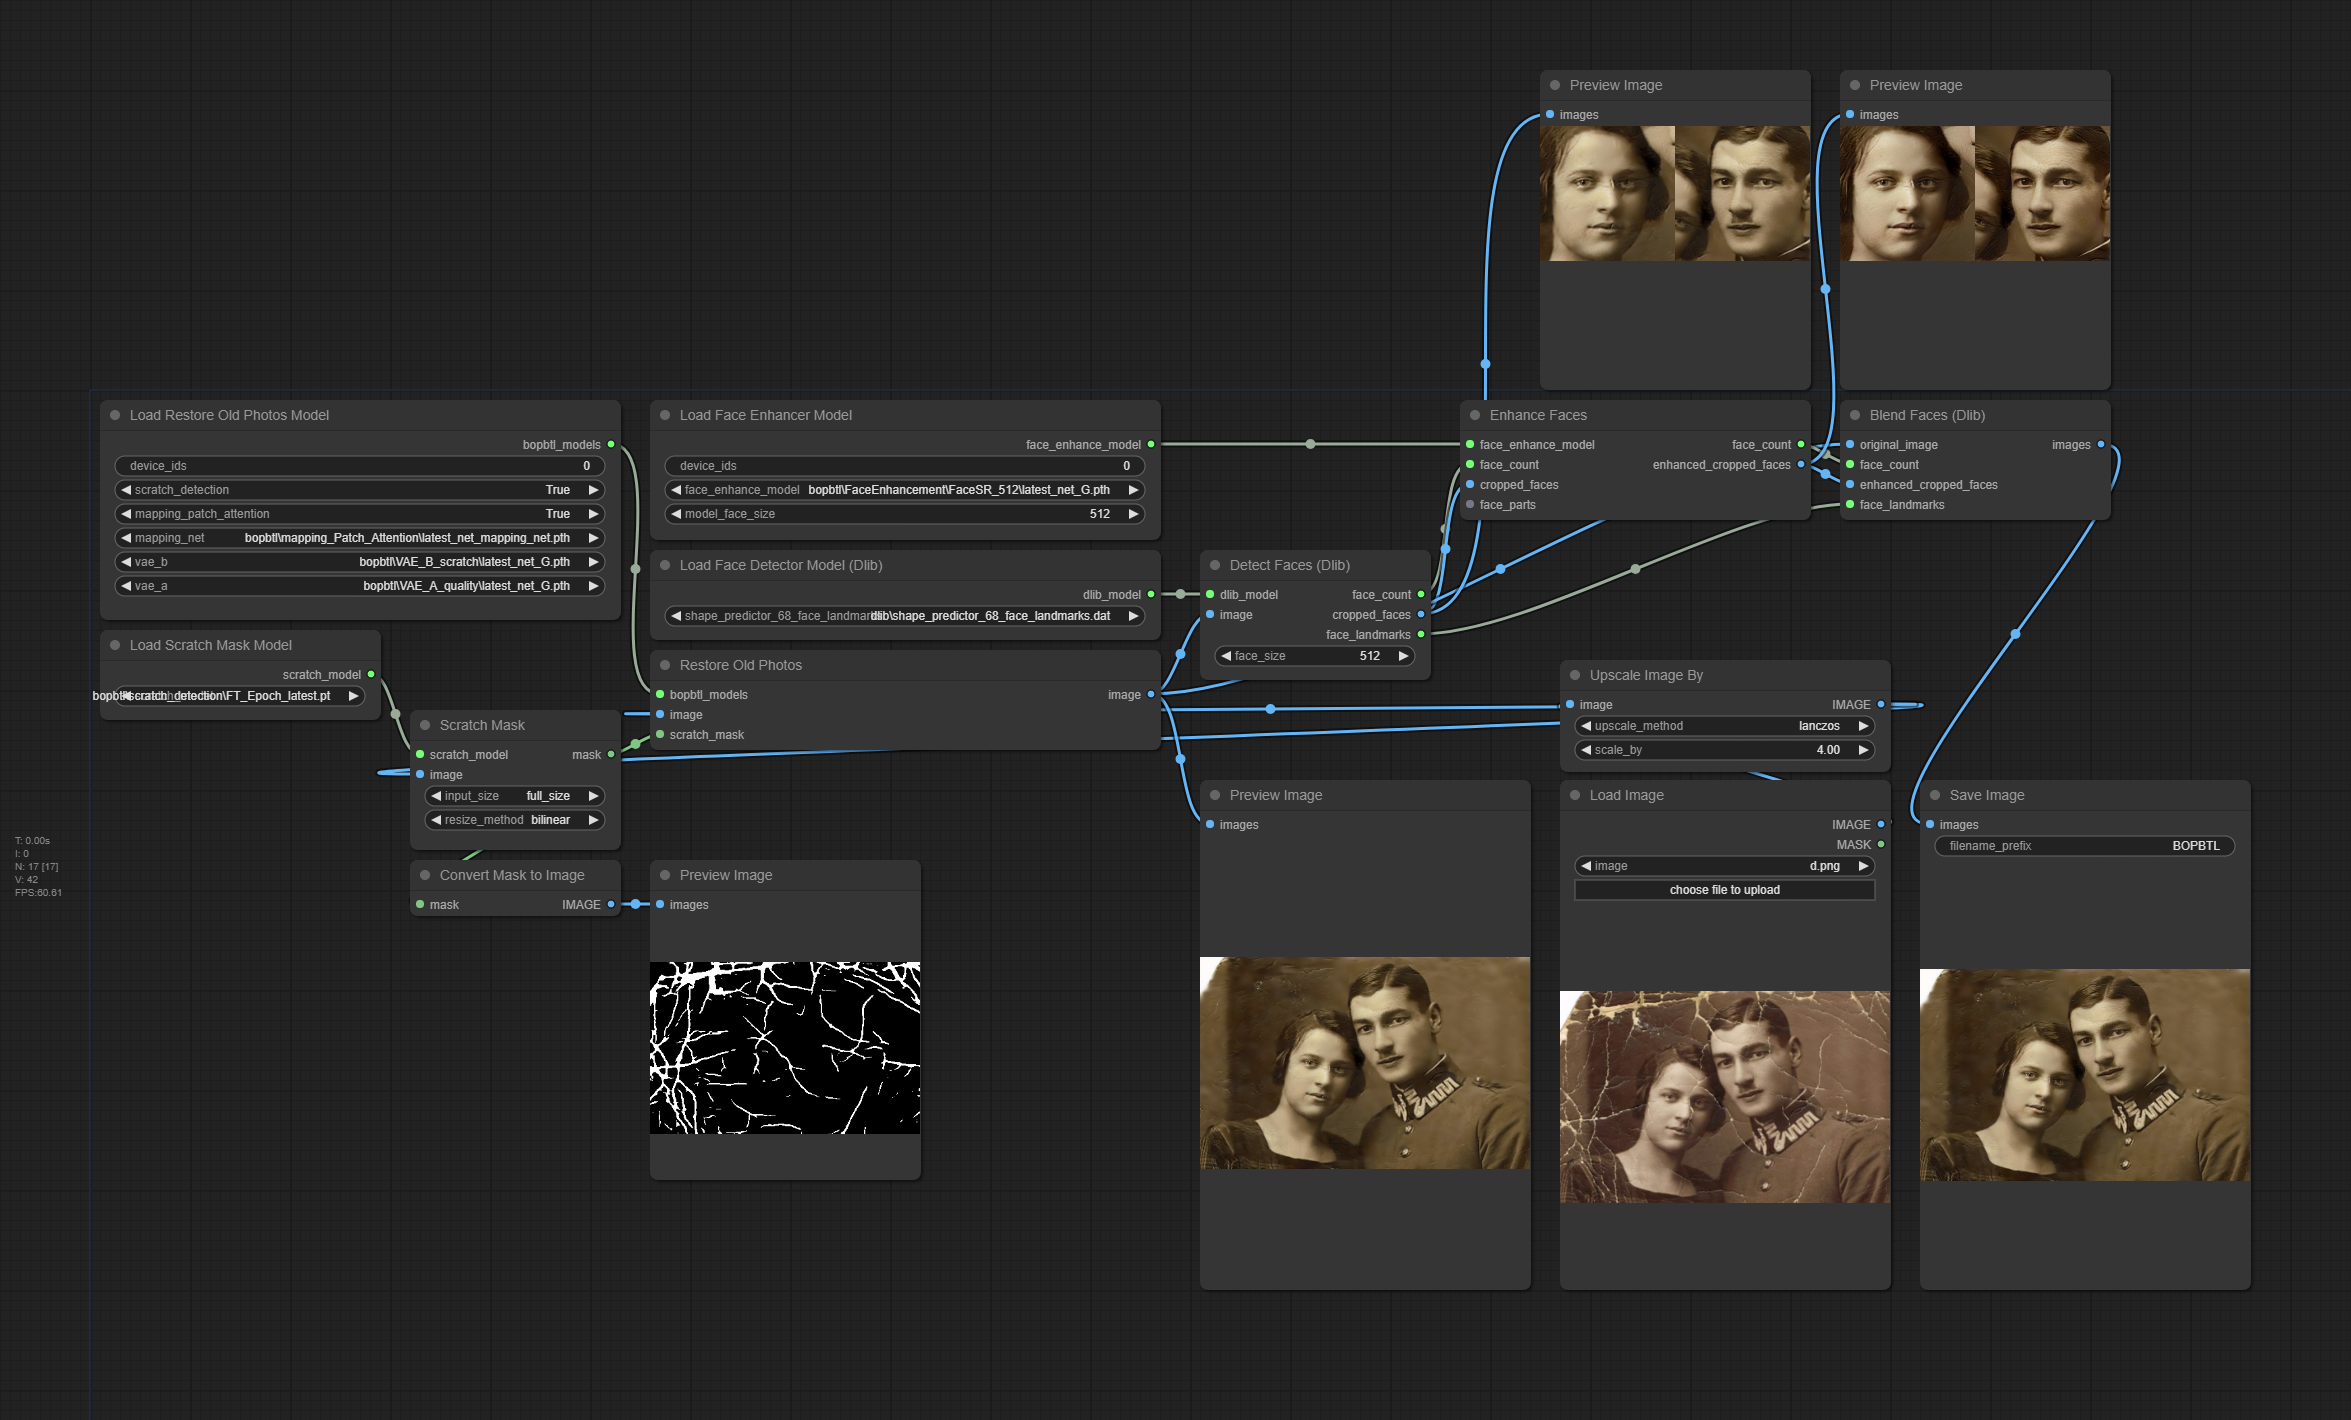 Preview Image
images
Preview Image
images
Load Restore Old Photos Model
bopbtl_models
device_ids 0
scratch_detection True
mapping_patch_attention True
mapping_net bopbtl\mapping_Patch_Attention\latest_net_mapping_net.pth
vae_b bopbtl\VAE_B_scratch\latest_net_G.pth
vae_a bopbtl\VAE_A_quality\latest_net_G.pth
Load Face Enhancer Model
face_enhance_model
device_ids 0
face_enhance_model bopbtl\FaceEnhancement\FaceSR_512\latest_net_G.pth
model_face_size 512
Enhance Faces
face_enhance_model face_count
face_count enhanced_cropped_faces
cropped_faces
face_parts
Blend Faces (Dlib)
original_image images
face_count
enhanced_cropped_faces
face_landmarks
Load Face Detector Model (Dlib)
dlib_model
dlib\shape_predictor_68_face_landmarks.dat
Detect Faces (Dlib)
dlib_model face_count
image cropped_faces
face_landmarks
face_size 512
Load Scratch Mask Model
scratch_model
scratch_detection\FT_Epoch_latest.pt
Restore Old Photos
bopbtl_models image
image
scratch_mask
Scratch Mask
scratch_model mask
image
input_size full_size
resize_method bilinear
Upscale Image By
image IMAGE
upscale_method lanczos
scale_by 4.00
Preview Image
images
Load Image
IMAGE
MASK
image d.png
choose file to upload
Save Image
images
filename_prefix BOPBTL
Convert Mask to Image
mask IMAGE
Preview Image
images
T: 0.00s
I: 0
N: 17 [17]
V: 42
FPS:60.61